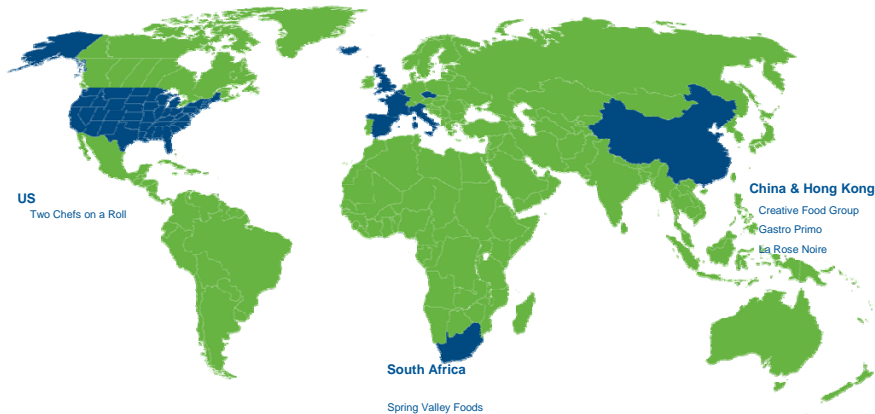 US
Two Chefs on a Roll
China & Hong Kong
Creative Food Group
Gastro Primo
La Rose Noire
South Africa
Spring Valley Foods